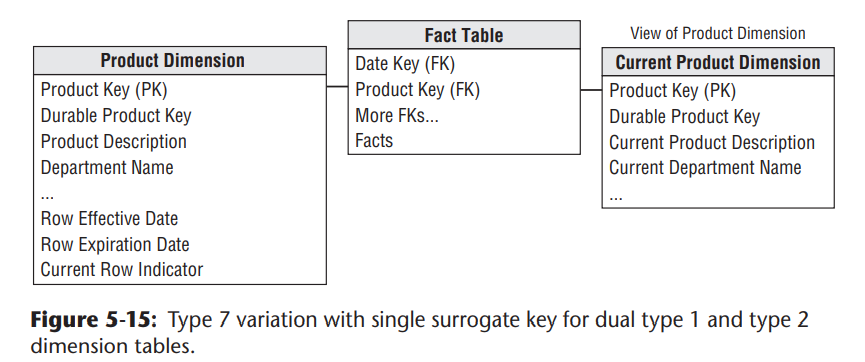 Product Dimension
Product Key (PK)
Durable Product Key
Product Description
Department Name
...
Row Effective Date
Row Expiration Date
Current Row Indicator
Fact Table
Date Key (FK)
Product Key (FK)
More FKs...
Facts
View of Product Dimension
Current Product Dimension
Product Key (PK)
Durable Product Key
Current Product Description
Current Department Name
...
Figure 5-15: Type 7 variation with single surrogate key for dual type 1 and type 2
dimension tables.